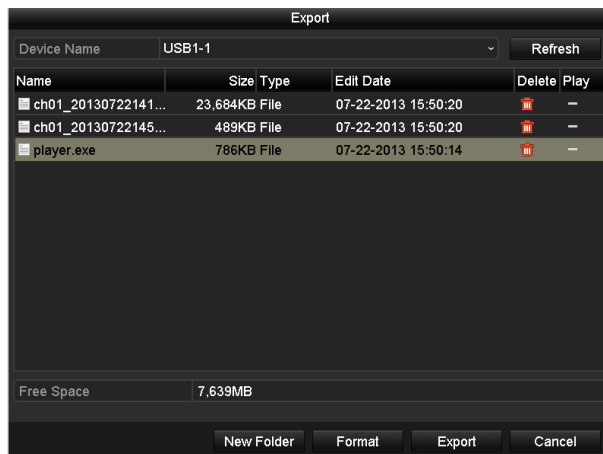 Export
Device Name USB1-1 Refresh
Name Size Type Edit Date Delete Play
ch01_20130722141... 23,684KB File 07-22-2013 15:50:20
ch01_20130722145... 489KB File 07-22-2013 15:50:20
player.exe 786KB File 07-22-2013 15:50:14
Free Space 7,639MB
New Folder Format Export Cancel